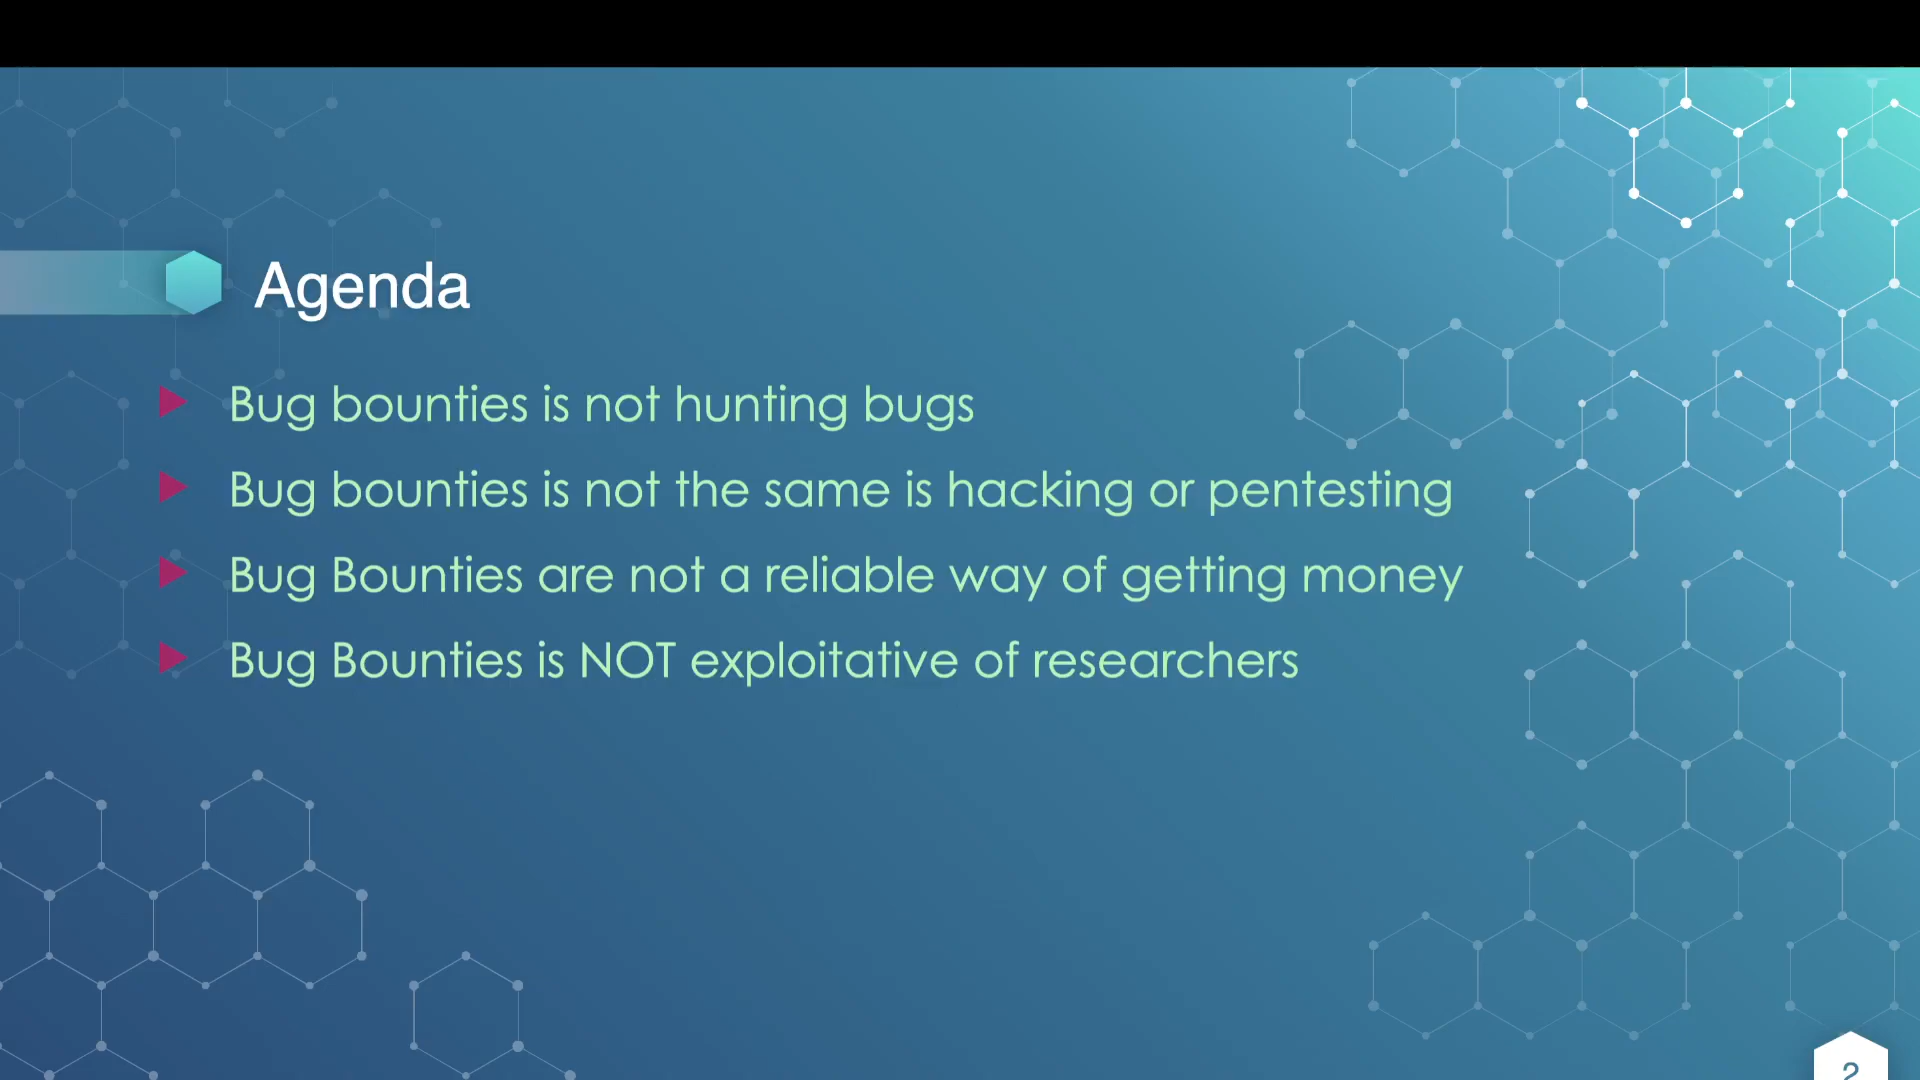 Agenda
Bug bounties is not hunting bugs
Bug bounties is not the same is hacking or pentesting
Bug Bounties are not a reliable way of getting money
Bug Bounties is NOT exploitative of researchers
2